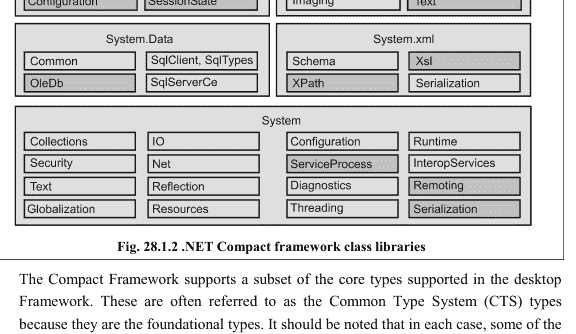 Configuration SessionState Imaging Text
System.Data System.xml
Common SqlClient, SqlTypes Schema Xsl
OleDb SqlServerCe XPath Serialization
System
Collections IO Configuration Runtime
Security Net ServiceProcess InteropServices
Text Reflection Diagnostics Remoting
Globalization Resources Threading Serialization
Fig. 28.1.2 .NET Compact framework class libraries
The Compact Framework supports a subset of the core types supported in the desktop
Framework. These are often referred to as the Common Type System (CTS) types
because they are the foundational types. It should be noted that in each case, some of the